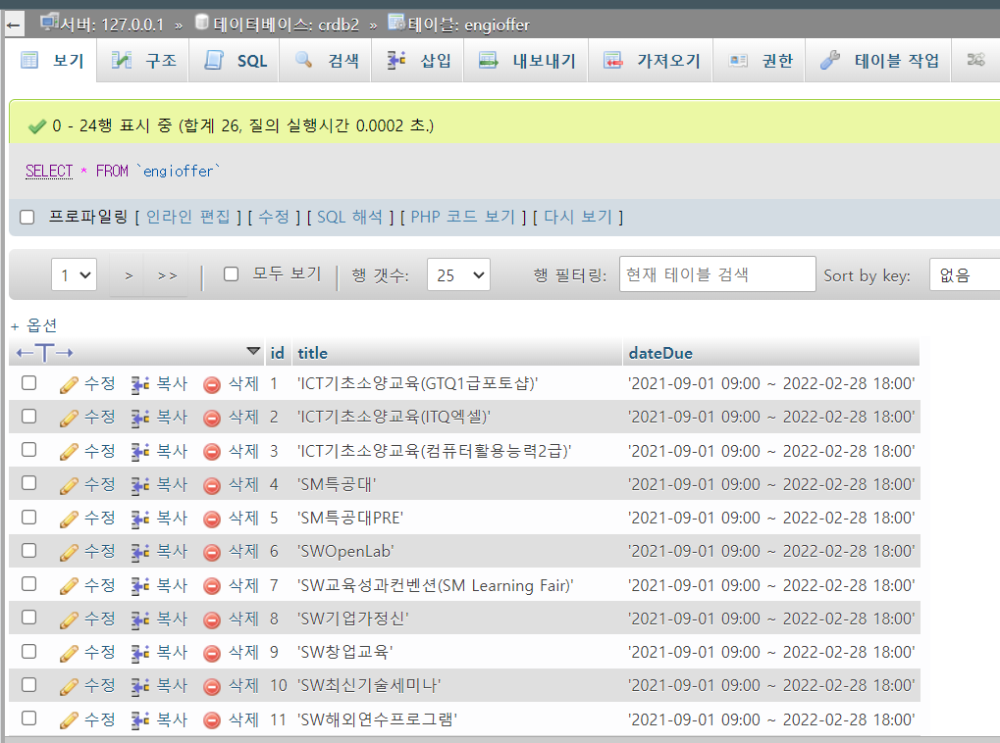 서버: 127.0.0.1 » 데이터베이스: crdb2 » 테이블: engioffer
보기 구조 SQL 검색 삽입 내보내기 가져오기 권한 테이블 작업
0 - 24행 표시 중 (합계 26, 질의 실행시간 0.0002 초.)
SELECT * FROM `engioffer`
프로파일링 [ 인라인 편집 ] [ 수정 ] [ SQL 해석 ] [ PHP 코드 보기 ] [ 다시 보기 ]
1 > >> | 모두 보기 | 행 갯수: 25 행 필터링: 현재 테이블 검색 Sort by key: 없음
+ 옵션
←T→ id title dateDue
수정 복사 삭제 1 'ICT기초소양교육(GTQ1급포토샵)' '2021-09-01 09:00 ~ 2022-02-28 18:00'
수정 복사 삭제 2 'ICT기초소양교육(ITQ엑셀)' '2021-09-01 09:00 ~ 2022-02-28 18:00'
수정 복사 삭제 3 'ICT기초소양교육(컴퓨터활용능력2급)' '2021-09-01 09:00 ~ 2022-02-28 18:00'
수정 복사 삭제 4 'SM특공대' '2021-09-01 09:00 ~ 2022-02-28 18:00'
수정 복사 삭제 5 'SM특공대PRE' '2021-09-01 09:00 ~ 2022-02-28 18:00'
수정 복사 삭제 6 'SWOpenLab' '2021-09-01 09:00 ~ 2022-02-28 18:00'
수정 복사 삭제 7 'SW교육성과컨벤션(SM Learning Fair)' '2021-09-01 09:00 ~ 2022-02-28 18:00'
수정 복사 삭제 8 'SW기업가정신' '2021-09-01 09:00 ~ 2022-02-28 18:00'
수정 복사 삭제 9 'SW창업교육' '2021-09-01 09:00 ~ 2022-02-28 18:00'
수정 복사 삭제 10 'SW최신기술세미나' '2021-09-01 09:00 ~ 2022-02-28 18:00'
수정 복사 삭제 11 'SW해외연수프로그램' '2021-09-01 09:00 ~ 2022-02-28 18:00'